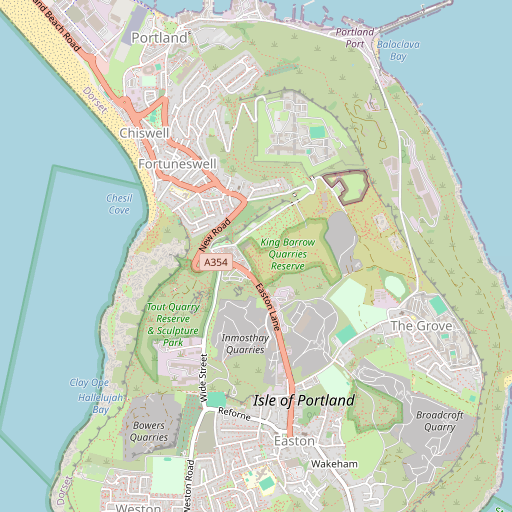 and Beach Road
Portland
Portland
Port
Balaclava
Bay
Dorset
Chiswell
Fortuneswell
Chesil
Cove
New Road
King Barrow
Quarries
Reserve
A354
Easton Lane
Tout Quarry
Reserve
& Sculpture
Park
The Grove
Inmosthay
Quarries
Wide Street
Clay Ope
Hallelujah
Bay
Isle of Portland
Reforne
Broadcroft
Quarry
Bowers
Quarries
Easton
Wakeham
Weston Road
Dorset
Weston